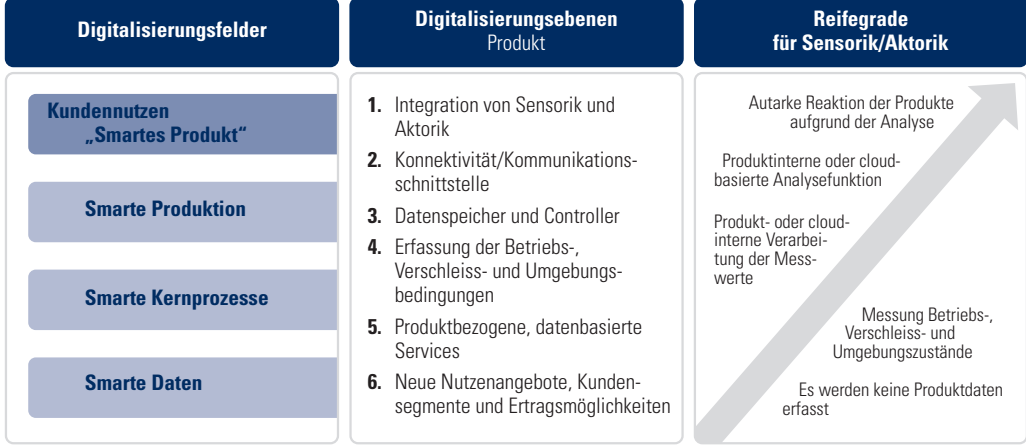 Digitalisierungsfelder
Kundennutzen
„Smartes Produkt“
Smarte Produktion
Smarte Kernprozesse
Smarte Daten
Digitalisierungsebenen
Produkt
1. Integration von Sensorik und
Aktorik
2. Konnektivität/Kommunikations-
schnittstelle
3. Datenspeicher und Controller
4. Erfassung der Betriebs-,
Verschleiss- und Umgebungs-
bedingungen
5. Produktbezogene, datenbasierte
Services
6. Neue Nutzenangebote, Kunden-
segmente und Ertragsmöglichkeiten
Reifegrade
für Sensorik/Aktorik
Autarke Reaktion der Produkte
aufgrund der Analyse
Produktinterne oder cloud-
basierte Analysefunktion
Produkt- oder cloud-
interne Verarbei-
tung der Mess-
werte
Messung Betriebs-,
Verschleiss- und
Umgebungszustände
Es werden keine Produktdaten
erfasst